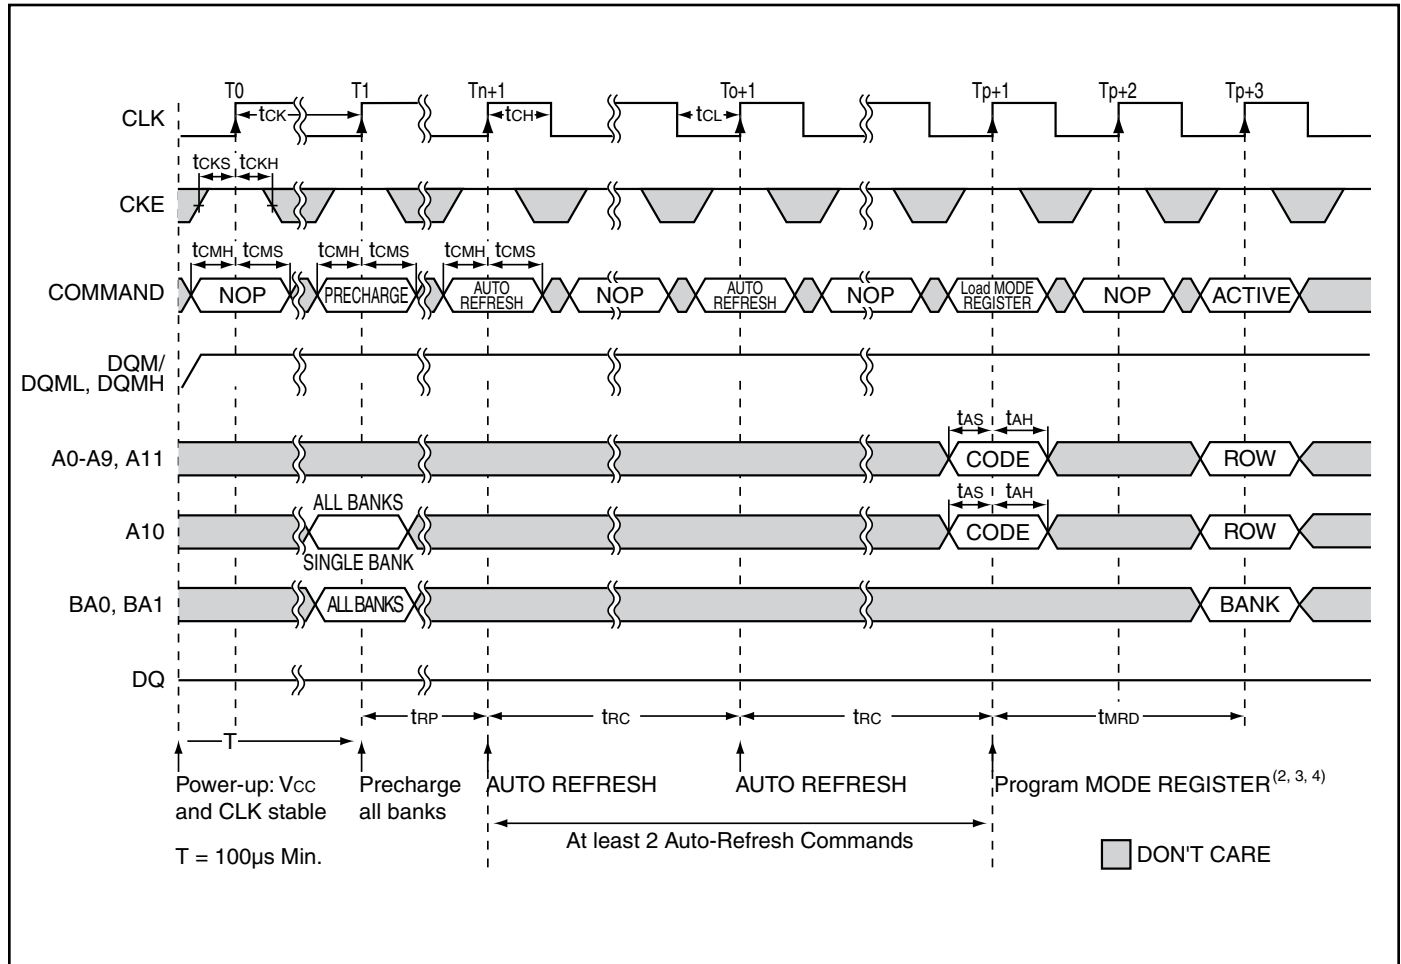 T0 T1 Tn+1 To+1 Tp+1 Tp+2 Tp+3
CLK tCK tCH tCL
tCKS tCKH
CKE
tCMH tCMS tCMH tCMS tCMH tCMS
COMMAND NOP PRECHARGE AUTO REFRESH NOP AUTO REFRESH NOP Load MODE REGISTER NOP ACTIVE
DQM/
DQML, DQMH
tAS tAH
A0-A9, A11 CODE ROW
ALL BANKS tAS tAH
A10 CODE ROW
SINGLE BANK
BA0, BA1 ALL BANKS BANK
DQ
tRP tRC tRC tMRD
T
Power-up: VCC Precharge AUTO REFRESH AUTO REFRESH Program MODE REGISTER(2, 3, 4)
and CLK stable all banks
At least 2 Auto-Refresh Commands
T = 100µs Min. DON'T CARE